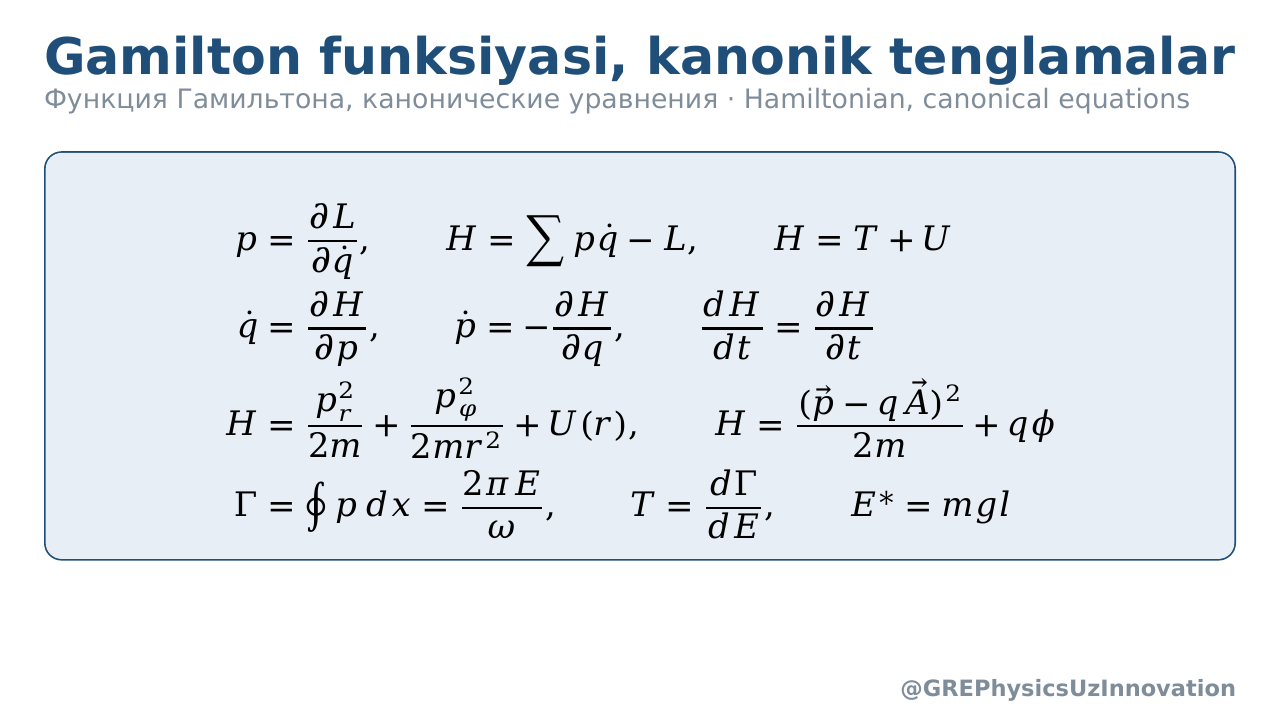 Gamilton funksiyasi, kanonik tenglamalar
Функция Гамильтона, канонические уравнения · Hamiltonian, canonical equations
p = ∂L/∂q̇, H = ∑ pq̇ − L, H = T + U
q̇ = ∂H/∂p, ṗ = −∂H/∂q, dH/dt = ∂H/∂t
H = p_r²/2m + p_φ²/2mr² + U(r), H = (p⃗ − qA⃗)²/2m + qϕ
Γ = ∮ p dx = 2πE/ω, T = dΓ/dE, E* = mgl
@GREPhysicsUzInnovation